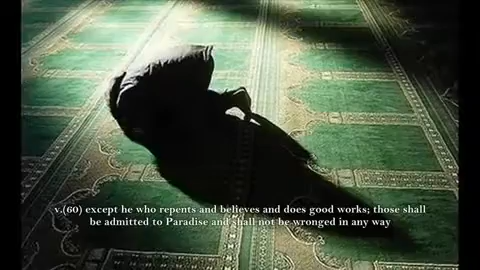 v.(60) except he who repents and believes and does good works; those shall
be admitted to Paradise and shall not be wronged in any way